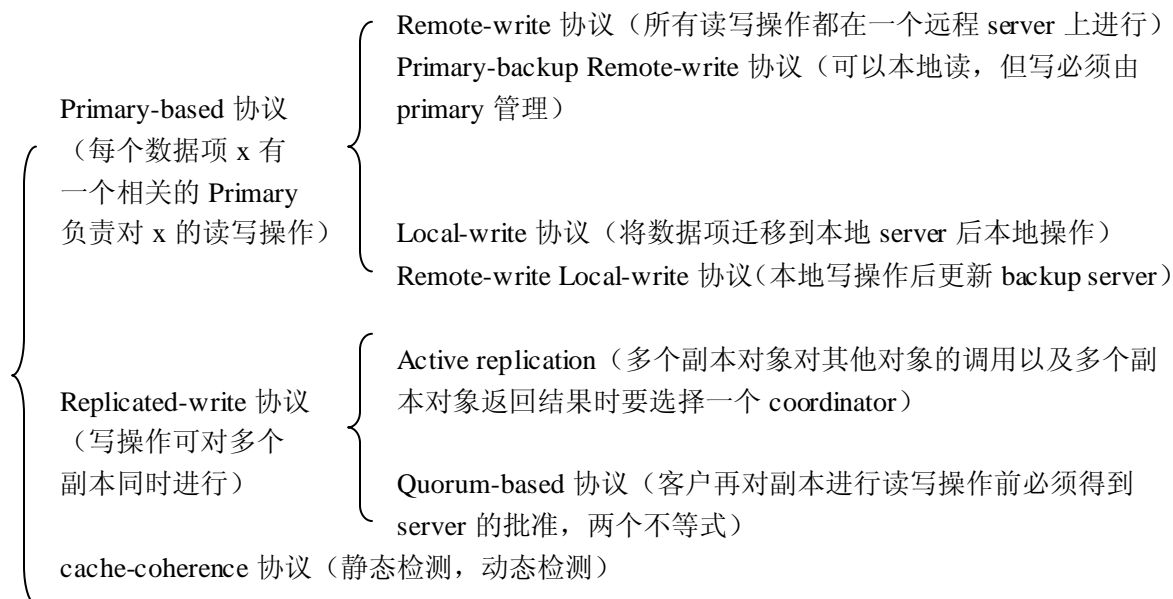 Remote-write 协议（所有读写操作都在一个远程 server 上进行）
Primary-backup Remote-write 协议（可以本地读，但写必须由
primary 管理）
Primary-based 协议
（每个数据项 x 有
一个相关的 Primary
负责对 x 的读写操作）
Local-write 协议（将数据项迁移到本地 server 后本地操作）
Remote-write Local-write 协议（本地写操作后更新 backup server）
Active replication（多个副本对象对其他对象的调用以及多个副
本对象返回结果时要选择一个 coordinator）
Replicated-write 协议
（写操作可对多个
副本同时进行）
Quorum-based 协议（客户再对副本进行读写操作前必须得到
server 的批准，两个不等式）
cache-coherence 协议（静态检测，动态检测）